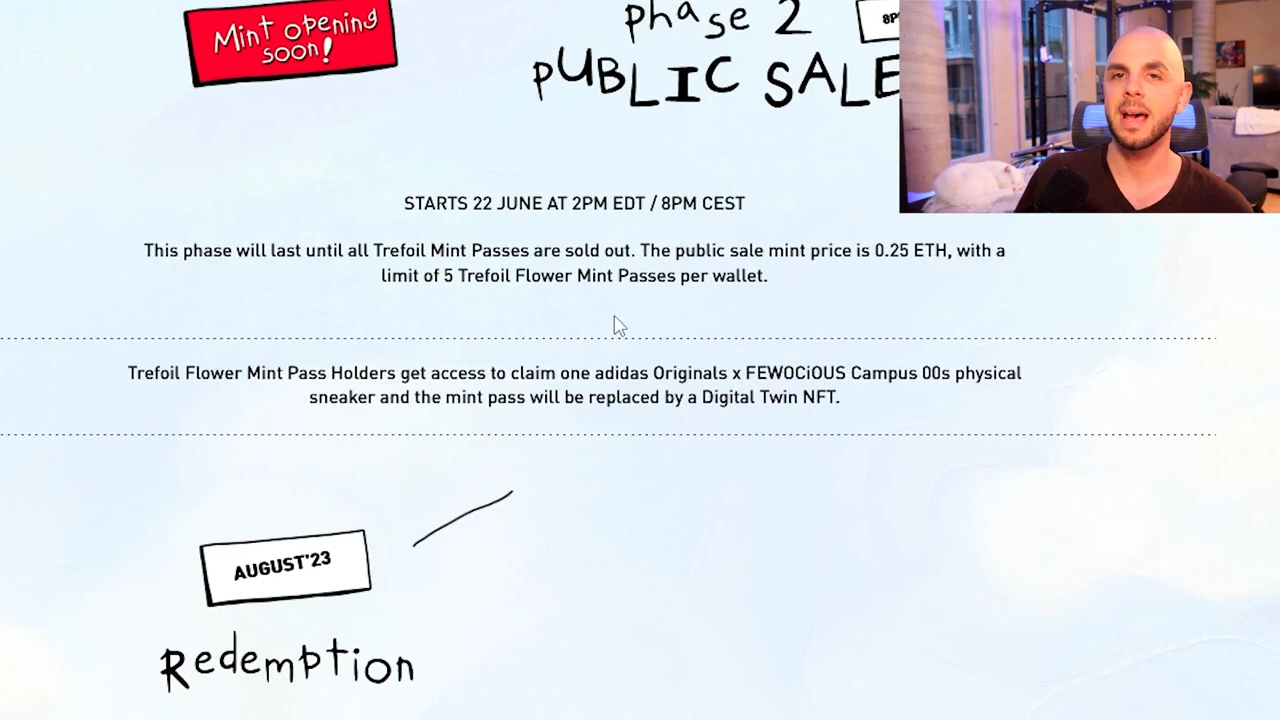 Mint opening
soon!
phase 2
8P
PUBLIC SALE
STARTS 22 JUNE AT 2PM EDT / 8PM CEST
This phase will last until all Trefoil Mint Passes are sold out. The public sale mint price is 0.25 ETH, with a
limit of 5 Trefoil Flower Mint Passes per wallet.
Trefoil Flower Mint Pass Holders get access to claim one adidas Originals x FEWOCiOUS Campus 00s physical
sneaker and the mint pass will be replaced by a Digital Twin NFT.
AUGUST'23
Redemption